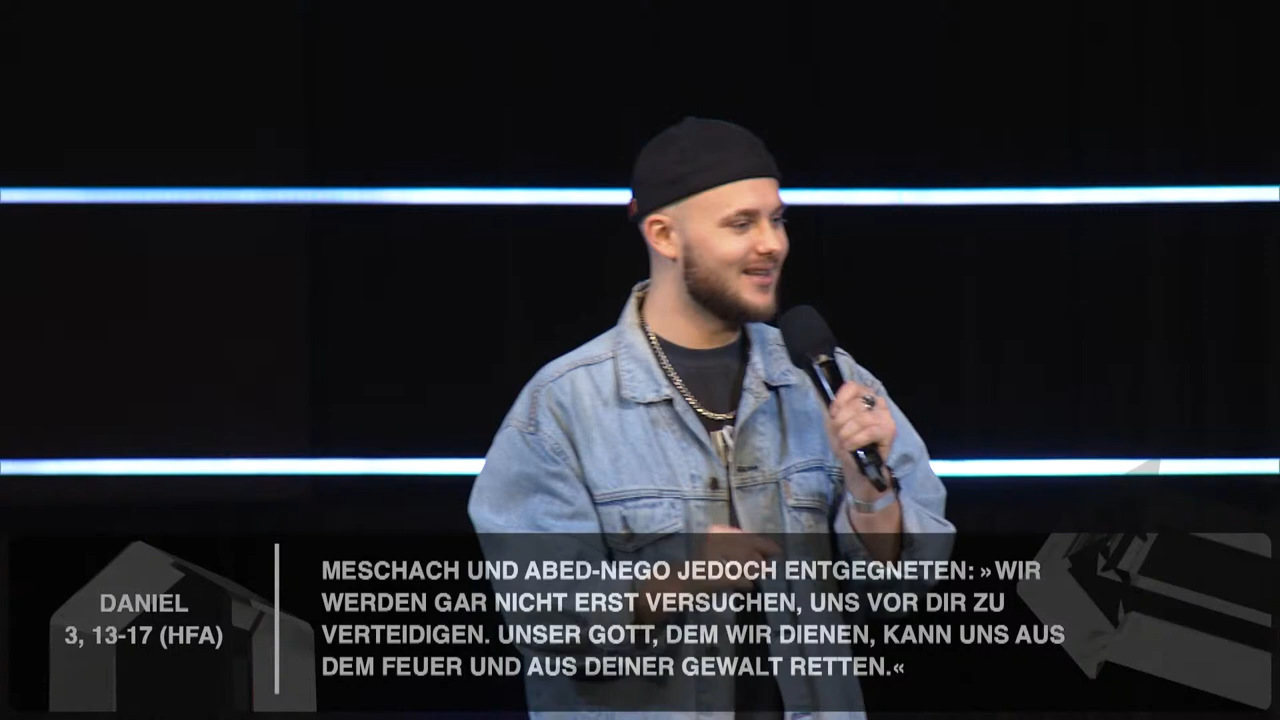 DANIEL
3, 13-17 (HFA)
MESCHACH UND ABED-NEGO JEDOCH ENTGEGNETEN: »WIR
WERDEN GAR NICHT ERST VERSUCHEN, UNS VOR DIR ZU
VERTEIDIGEN. UNSER GOTT, DEM WIR DIENEN, KANN UNS AUS
DEM FEUER UND AUS DEINER GEWALT RETTEN.«